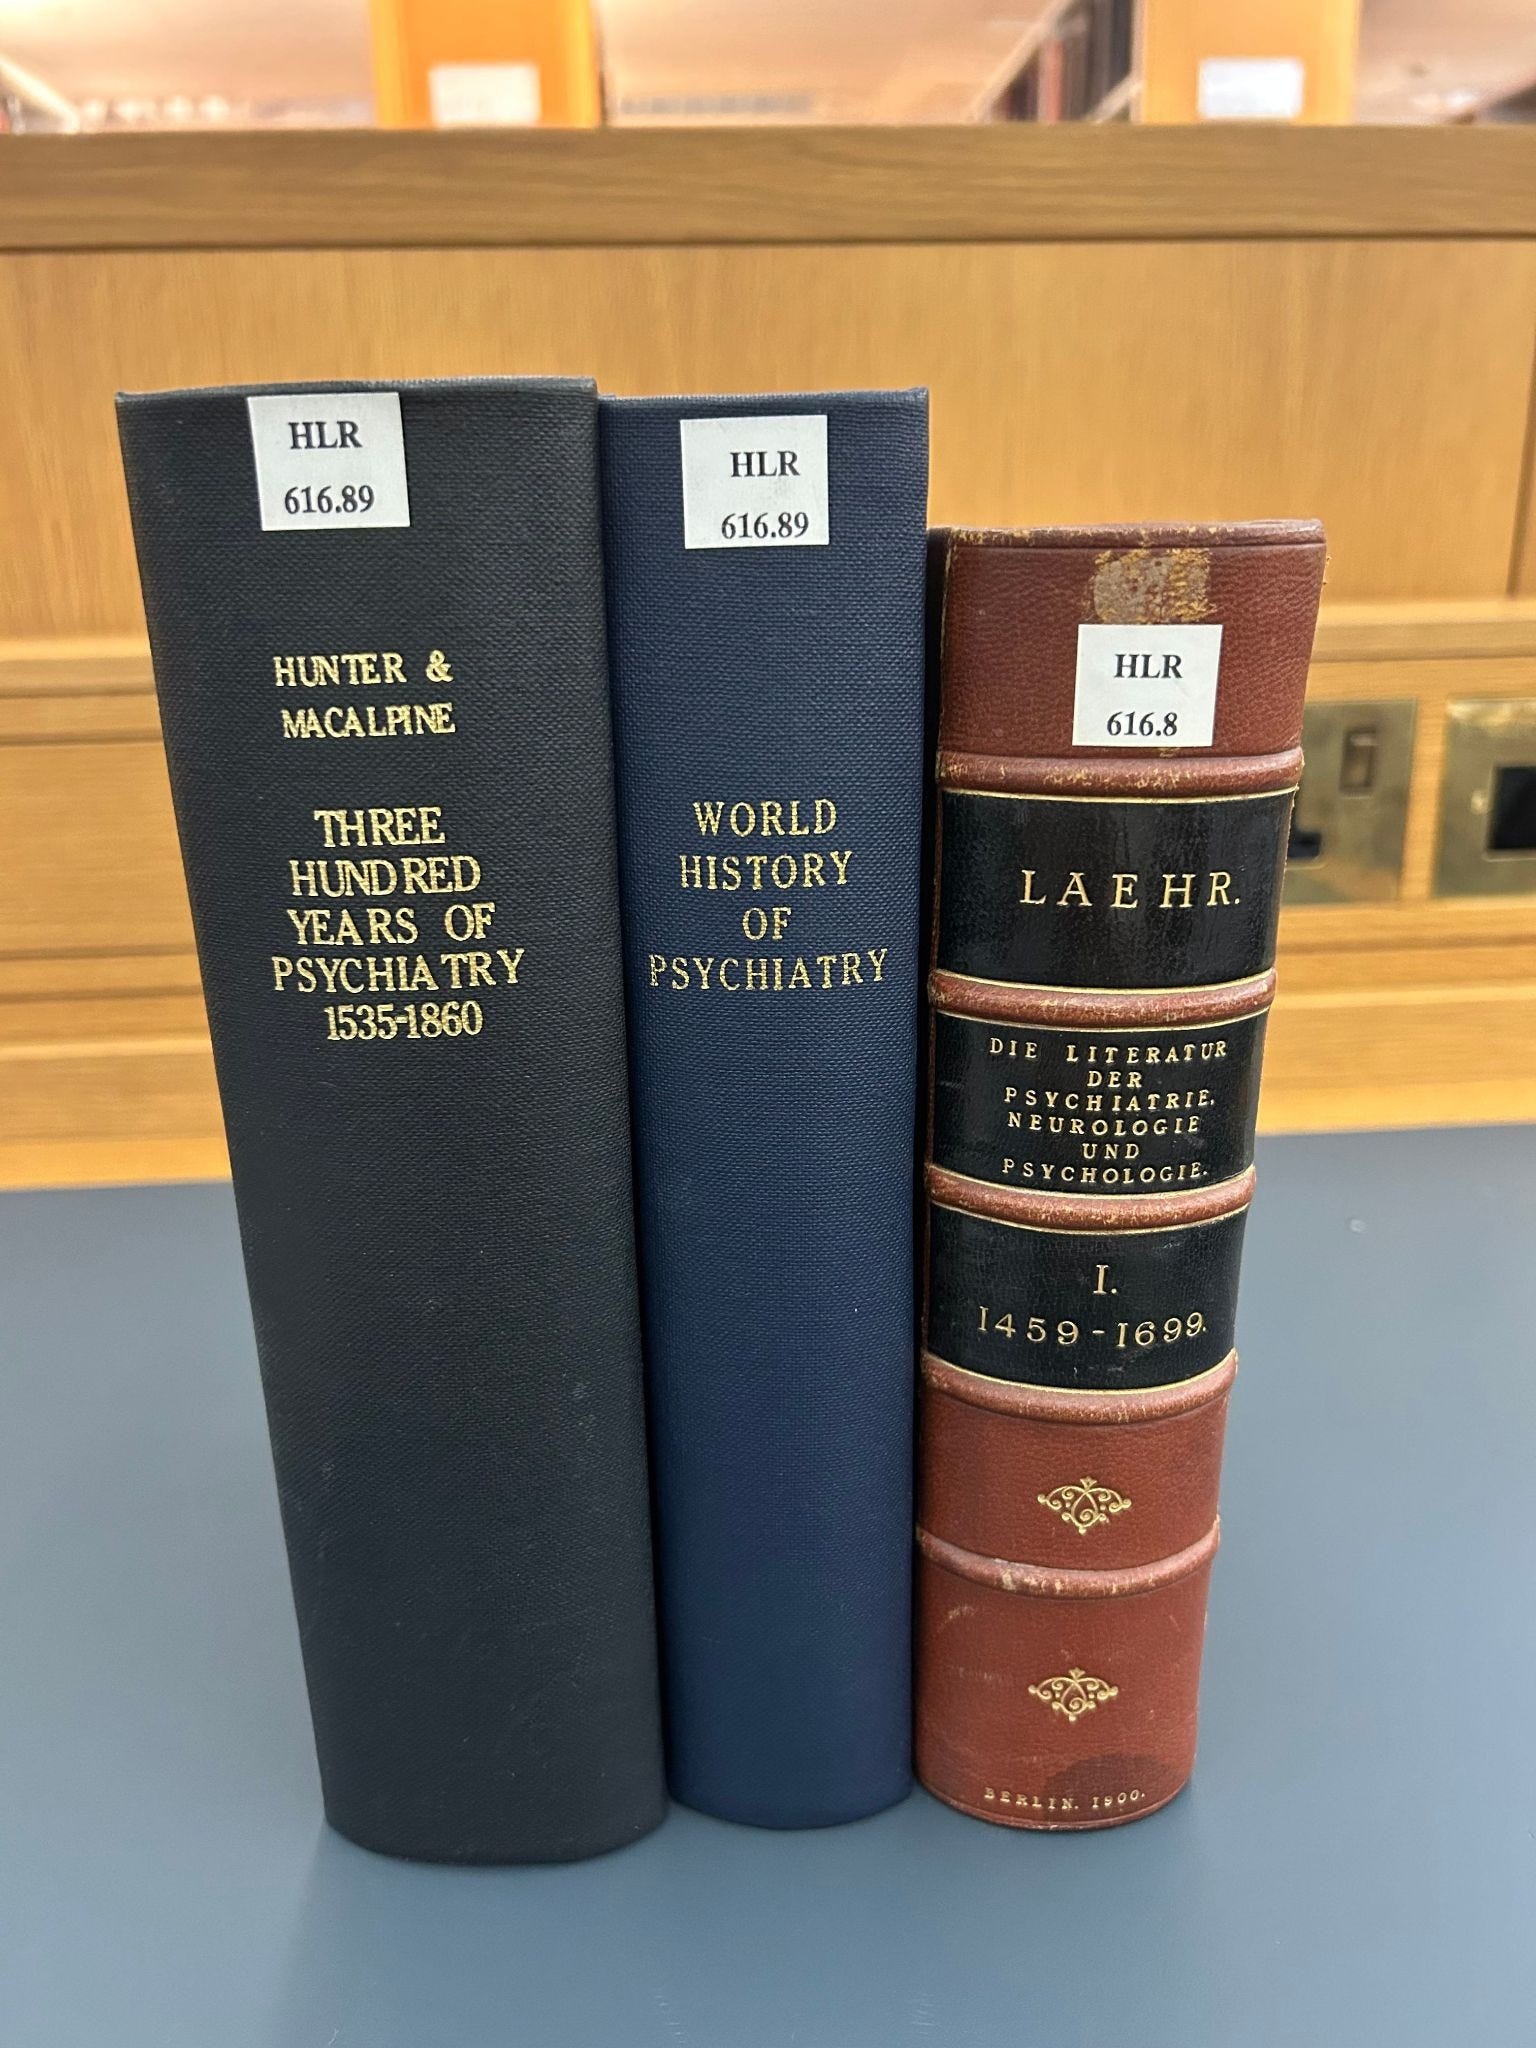 HLR
616.89
HUNTER &
MACALPINE
THREE
HUNDRED
YEARS OF
PSYCHIATRY
1535-1860
HLR
616.89
WORLD
HISTORY
OF
PSYCHIATRY
HLR
616.8
LAEHR.
DIE LITERATUR
DER
PSYCHIATRIE.
NEUROLOGIE
UND
PSYCHOLOGIE.
I.
1459-1699.
BERLIN. 1900.